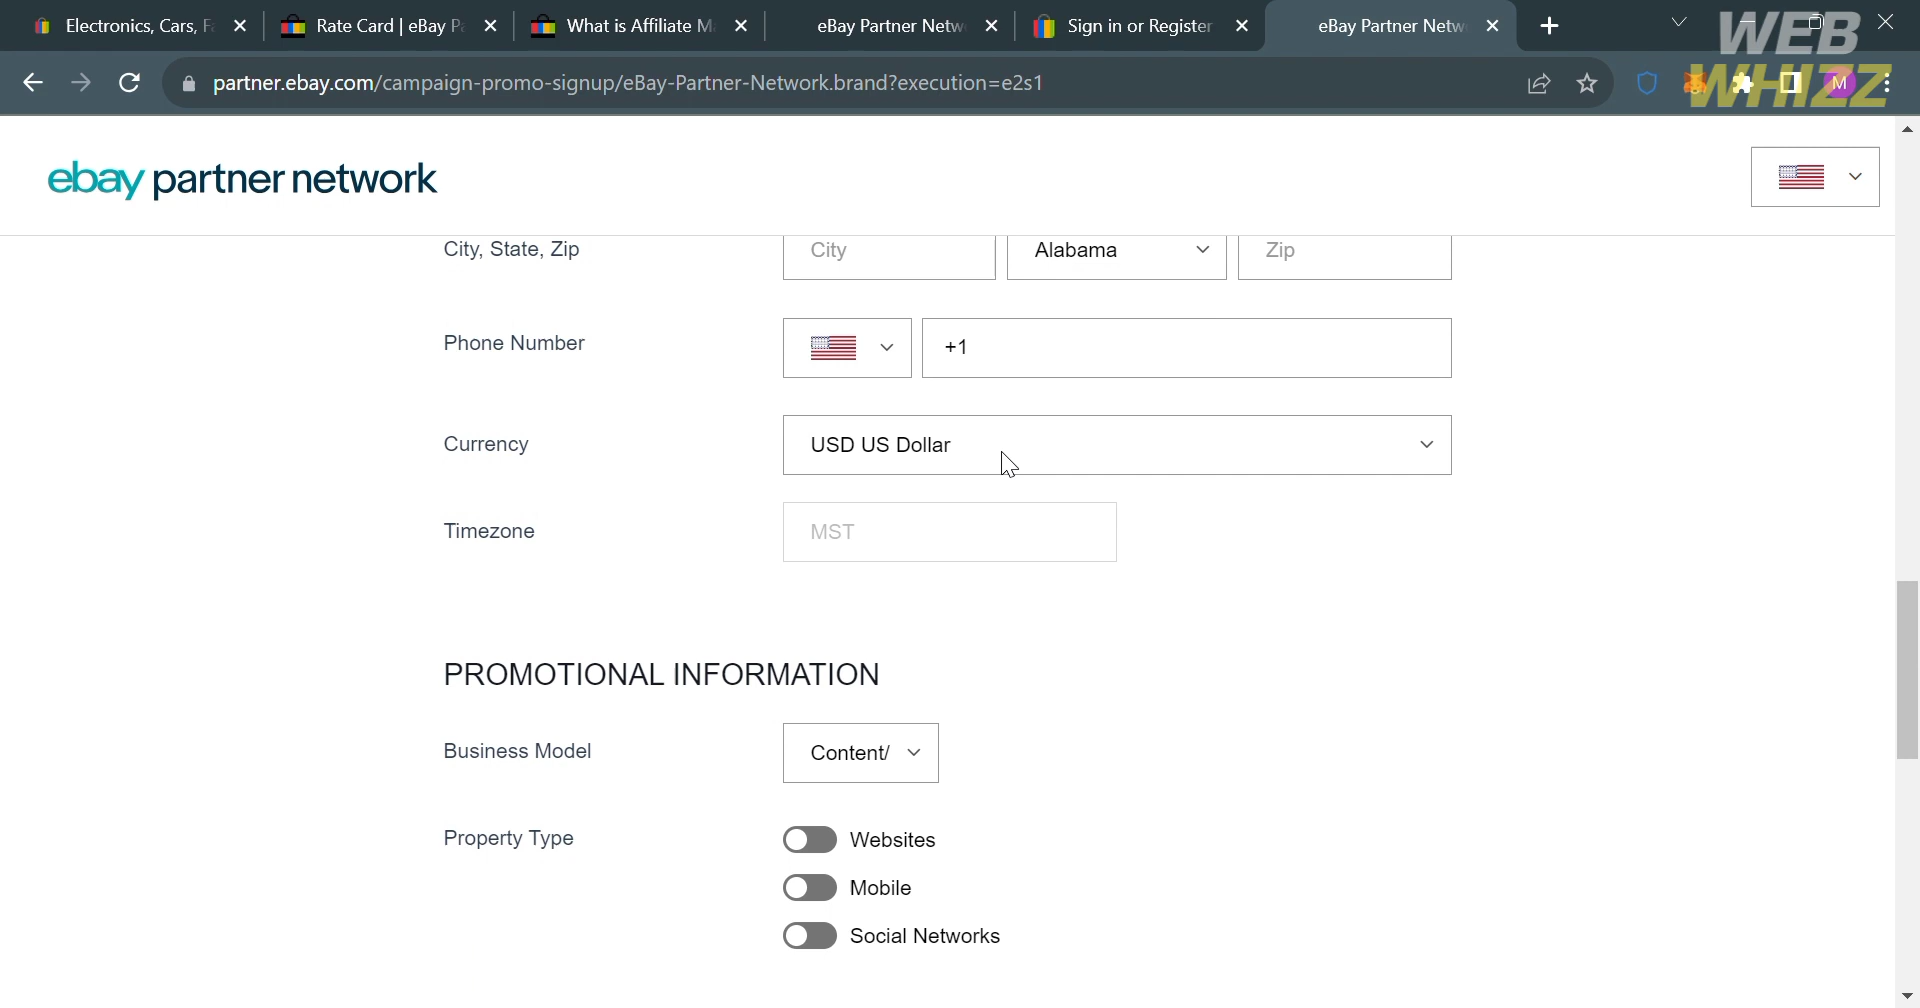 Electronics, Cars, F
Rate Card | eBay P
What is Affiliate M
eBay Partner Netw
Sign in or Register
eBay Partner Netw
WEB
WHIZZ
partner.ebay.com/campaign-promo-signup/eBay-Partner-Network.brand?execution=e2s1
M
ebay partner network
City, State, Zip
City
Alabama
Zip
Phone Number
+1
Currency
USD US Dollar
Timezone
MST
PROMOTIONAL INFORMATION
Business Model
Content/
Property Type
Websites
Mobile
Social Networks